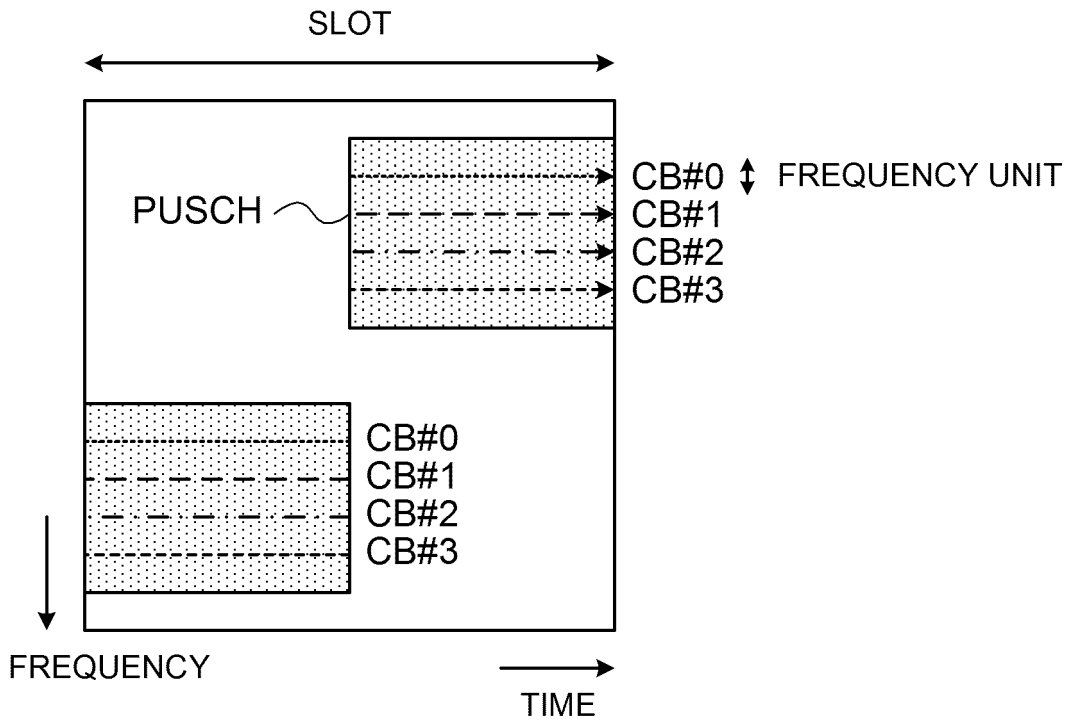 SLOT
CB#0 FREQUENCY UNIT
PUSCH CB#1
CB#2
CB#3
CB#0
CB#1
CB#2
CB#3
FREQUENCY
TIME